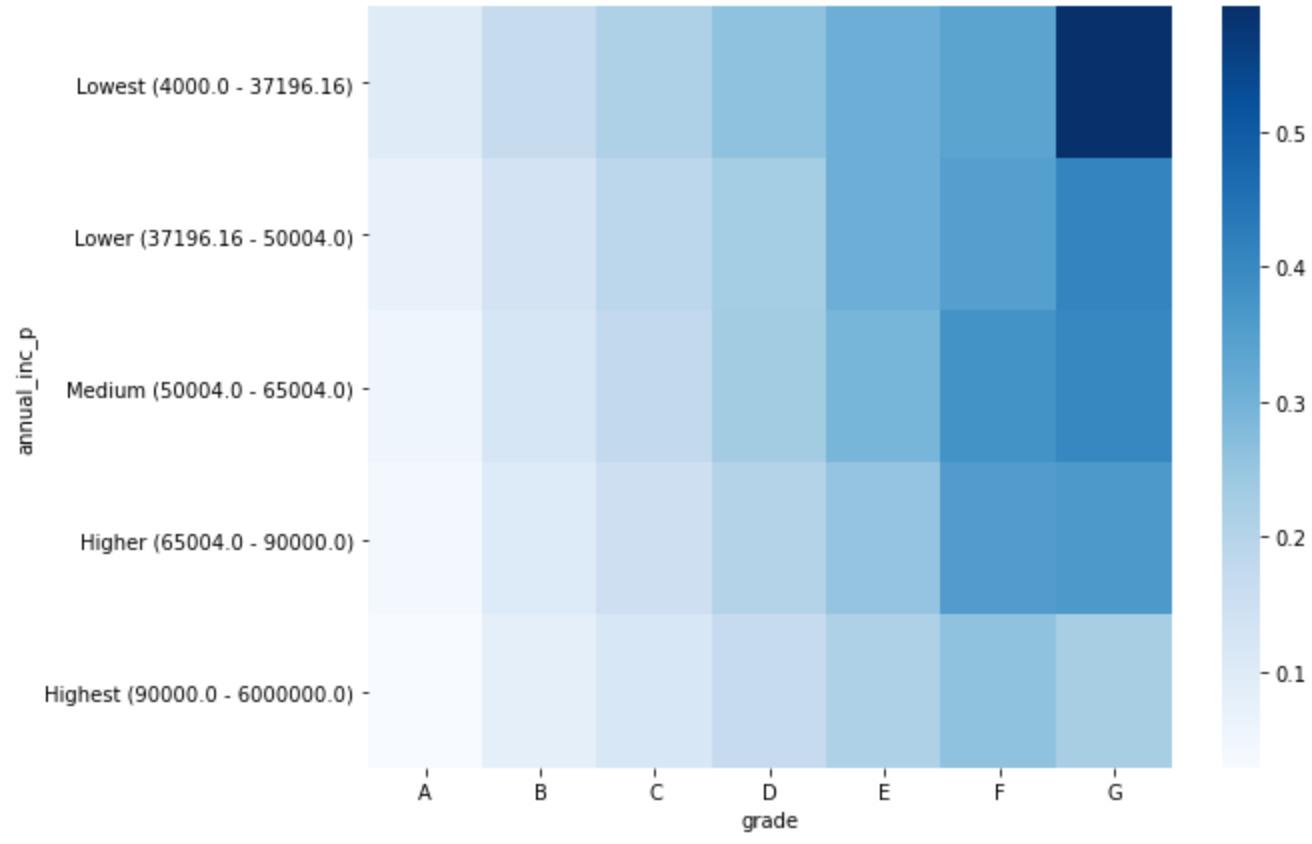 Lowest (4000.0 - 37196.16)
Lower (37196.16 - 50004.0)
Medium (50004.0 - 65004.0)
Higher (65004.0 - 90000.0)
Highest (90000.0 - 6000000.0)
annual_inc_p
A B C D E F G
grade
0.5
0.4
0.3
0.2
0.1